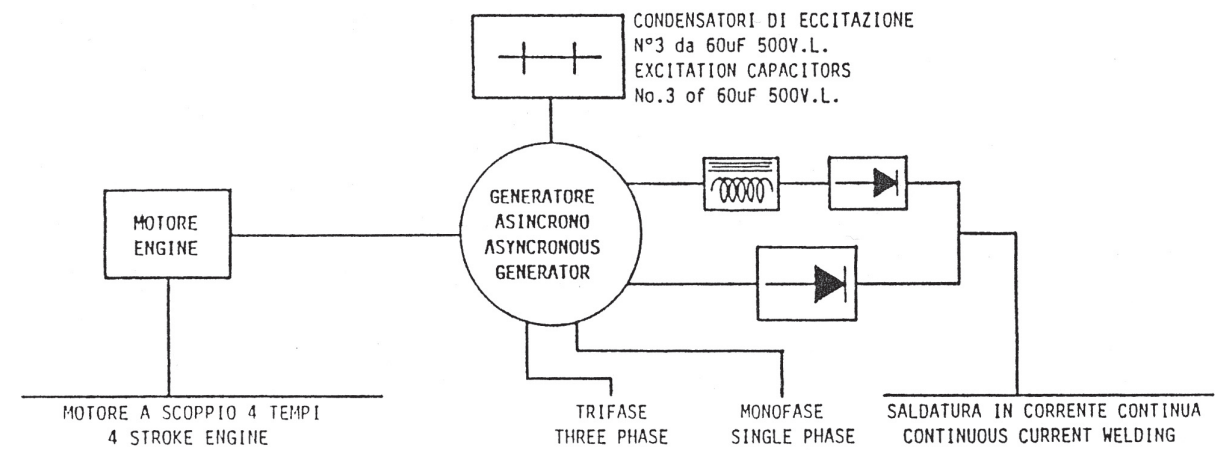 CONDENSATORI DI ECCITAZIONE
N°3 da 60uF 500V.L.
EXCITATION CAPACITORS
No.3 of 60uF 500V.L.
MOTORE
ENGINE
GENERATORE
ASINCRONO
ASYNCRONOUS
GENERATOR
MOTORE A SCOPPIO 4 TEMPI
4 STROKE ENGINE
TRIFASE
THREE PHASE
MONOFASE
SINGLE PHASE
SALDATURA IN CORRENTE CONTINUA
CONTINUOUS CURRENT WELDING